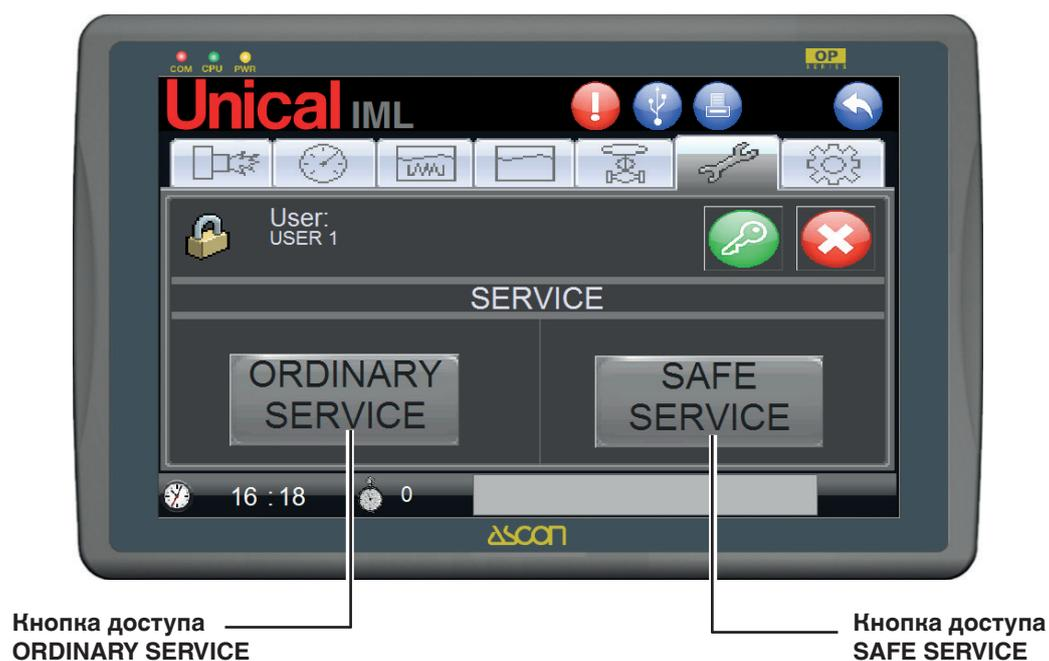 COM CPU PWR
OP
SERIES
Unical IML
User:
USER 1
SERVICE
ORDINARY
SERVICE
SAFE
SERVICE
16 : 18
0
ASCON
Кнопка доступа
ORDINARY SERVICE
Кнопка доступа
SAFE SERVICE